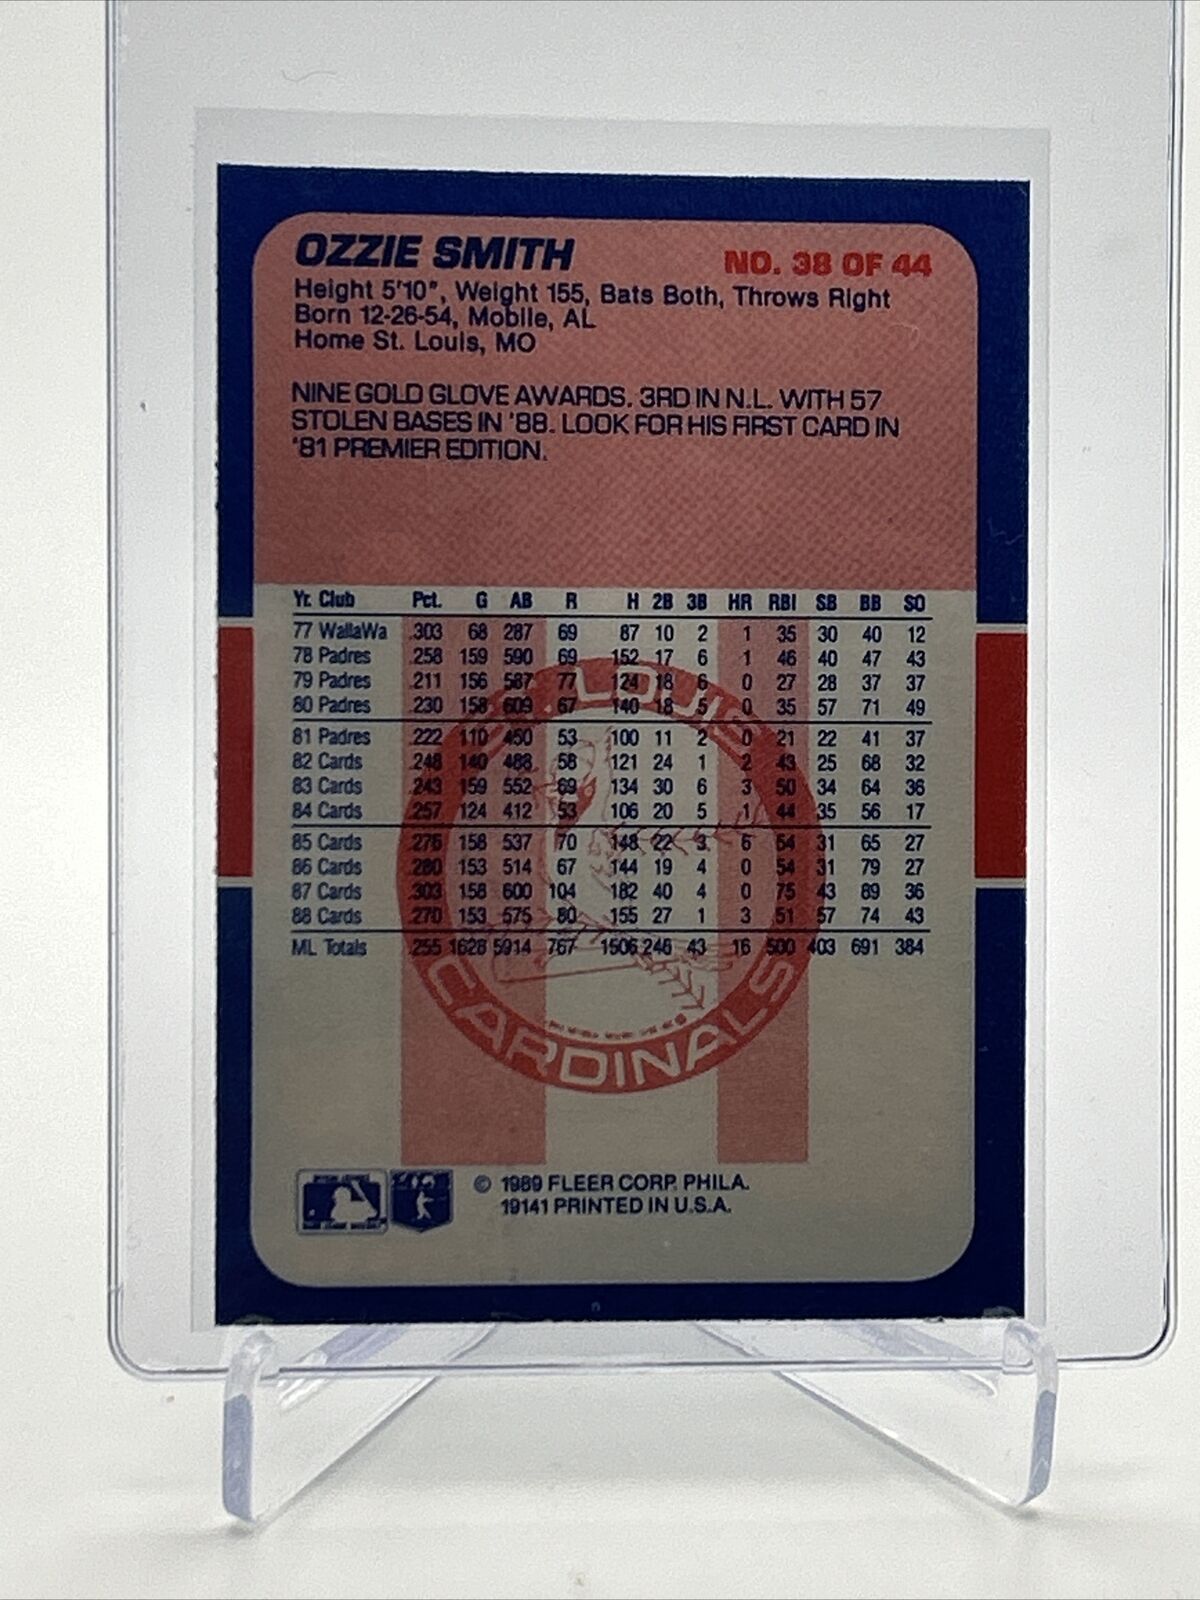 OZZIE SMITH NO. 38 OF 44
Height 5'10", Weight 155, Bats Both, Throws Right
Born 12-26-54, Mobile, AL
Home St. Louis, MO
NINE GOLD GLOVE AWARDS. 3RD IN N.L. WITH 57
STOLEN BASES IN '88. LOOK FOR HIS FIRST CARD IN
'81 PREMIER EDITION.
Yr. Club Pct. G AB R H 2B 3B HR RBI SB BB SO
77 WallaWa .303 68 287 69 87 10 2 1 35 30 40 12
78 Padres .258 159 590 69 152 17 6 1 46 40 47 43
79 Padres .211 156 587 77 124 18 6 0 27 28 37 37
80 Padres .230 158 609 67 140 18 5 0 35 57 71 49
81 Padres .222 110 450 53 100 11 2 0 21 22 41 37
82 Cards .248 140 488 58 121 24 1 2 43 25 68 32
83 Cards .243 159 552 69 134 30 6 3 50 34 64 36
84 Cards .257 124 412 53 106 20 5 1 44 35 56 17
85 Cards .276 158 537 70 148 22 3 6 54 31 65 27
86 Cards .280 153 514 67 144 19 4 0 54 31 79 27
87 Cards .303 158 600 104 182 40 4 0 75 43 89 36
88 Cards .270 153 575 80 155 27 1 3 51 57 74 43
ML Totals .255 1628 5914 767 1506 246 43 16 500 403 691 384
ST. LOUIS
CARDINALS
© 1989 FLEER CORP. PHILA.
19141 PRINTED IN U.S.A.